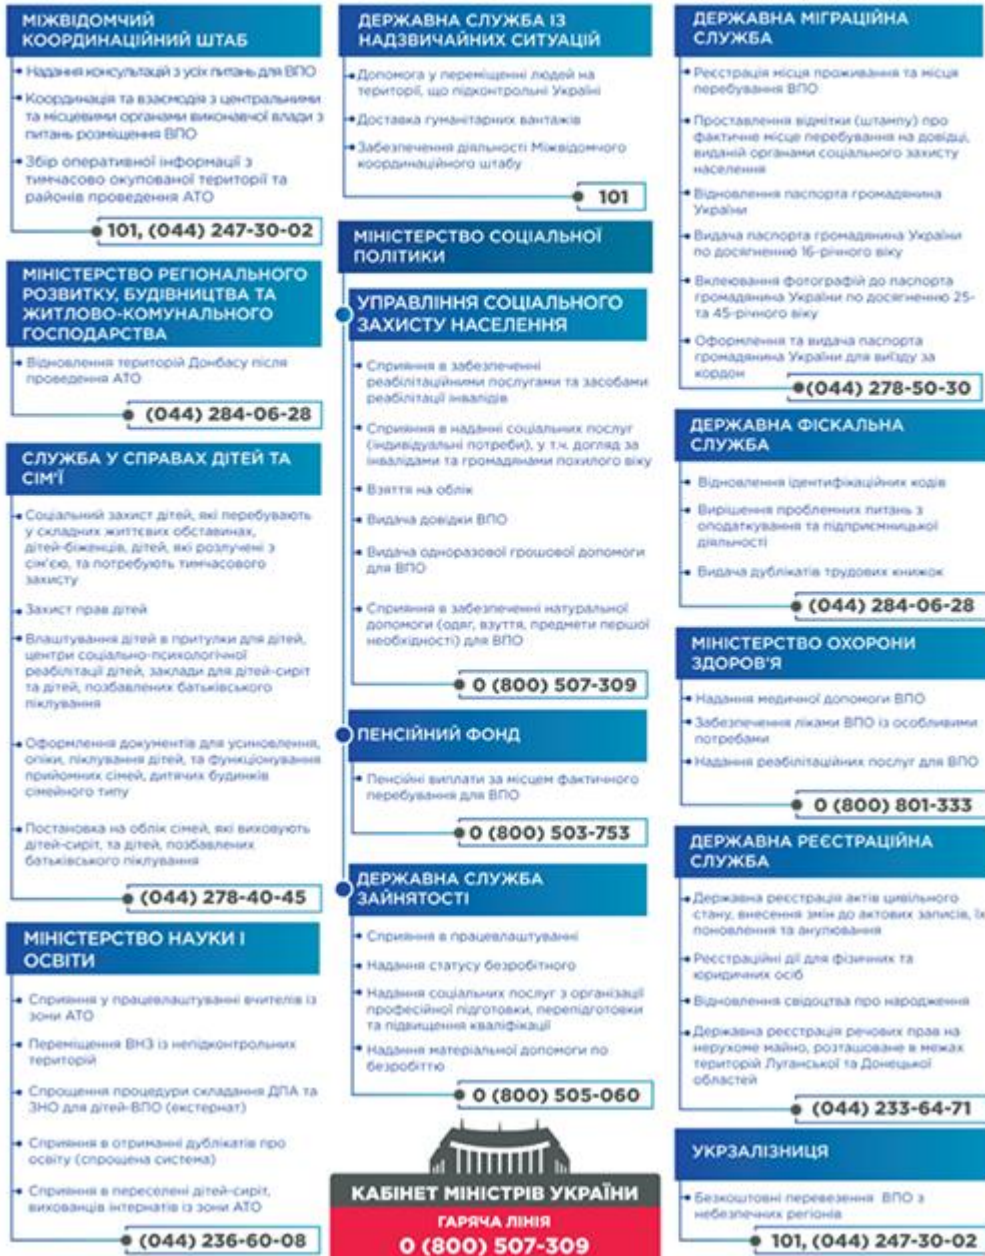 МІЖВІДОМЧИЙ
КООРДИНАЦІЙНИЙ ШТАБ
Надання консультацій з усіх питань для ВПО
Координація та взаємодія з центральними
та місцевими органами виконавчої влади з
питань розміщення ВПО
Збір оперативної інформації з
тимчасово окупованої території та
районів проведення АТО
101, (044) 247-30-02
МІНІСТЕРСТВО РЕГІОНАЛЬНОГО
РОЗВИТКУ, БУДІВНИЦТВА ТА
ЖИТЛОВО-КОМУНАЛЬНОГО
ГОСПОДАРСТВА
Відновлення територій Донбасу після
проведення АТО
(044) 284-06-28
СЛУЖБА У СПРАВАХ ДІТЕЙ ТА
СІМ'Ї
Соціальний захист дітей, які перебувають
у складних життєвих обставинах,
дітей-біженців, дітей, які розлучені з
сім'єю, та потребують тимчасового
захисту
Захист прав дітей
Влаштування дітей в притулки для дітей,
центри соціально-психологічної
реабілітації дітей, заклади для дітей-сиріт
та дітей, позбавлених батьківського
піклування
Оформлення документів для усиновлення,
опіки, піклування дітей, та функціонування
прийомних сімей, дитячих будинків
сімейного типу
Постановка на облік сімей, які виховують
дітей-сиріт, та дітей, позбавлених
батьківського піклування
(044) 278-40-45
МІНІСТЕРСТВО НАУКИ І
ОСВІТИ
Сприяння у працевлаштуванні вчителів із
зони АТО
Переміщення ВНЗ із непідконтрольних
територій
Спрощення процедури складання ДПА та
ЗНО для дітей-ВПО (екстернат)
Сприяння в отриманні дублікатів про
освіту (спрощена система)
Сприяння в переселені дітей-сиріт,
вихованців інтернатів із зони АТО
(044) 236-60-08
ДЕРЖАВНА СЛУЖБА ІЗ
НАДЗВИЧАЙНИХ СИТУАЦІЙ
Допомога у переміщенні людей на
території, що підконтрольні Україні
Доставка гуманітарних вантажів
Забезпечення діяльності Міжвідомчого
координаційного штабу
101
МІНІСТЕРСТВО СОЦІАЛЬНОЇ
ПОЛІТИКИ
УПРАВЛІННЯ СОЦІАЛЬНОГО
ЗАХИСТУ НАСЕЛЕННЯ
Сприяння в забезпеченні
реабілітаційними послугами та засобами
реабілітації інвалідів
Сприяння в наданні соціальних послуг
(індивідуальні потреби), у т.ч. догляд за
інвалідами та громадянами похилого віку
Взяття на облік
Видача довідки ВПО
Видача одноразової грошової допомоги
для ВПО
Сприяння в забезпеченні натуральної
допомоги (одяг, взуття, предмети першої
необхідності) для ВПО
0 (800) 507-309
ПЕНСІЙНИЙ ФОНД
Пенсійні виплати за місцем фактичного
перебування для ВПО
0 (800) 503-753
ДЕРЖАВНА СЛУЖБА
ЗАЙНЯТОСТІ
Сприяння в працевлаштуванні
Надання статусу безробітного
Надання соціальних послуг з організації
професійної підготовки, перепідготовки
та підвищення кваліфікації
Надання матеріальної допомоги по
безробіттю
0 (800) 505-060
КАБІНЕТ МІНІСТРІВ УКРАЇНИ
ГАРЯЧА ЛІНІЯ
0 (800) 507-309
ДЕРЖАВНА МІГРАЦІЙНА
СЛУЖБА
Реєстрація місця проживання та місця
перебування ВПО
Проставлення відмітки (штампу) про
фактичне місце перебування на довідці,
виданій органами соціального захисту
населення
Відновлення паспорта громадянина
України
Видача паспорта громадянина України
по досягненню 16-річного віку
Вклеювання фотографій до паспорта
громадянина України по досягненню 25-
та 45-річного віку
Оформлення та видача паспорта
громадянина України для виїзду за
кордон
(044) 278-50-30
ДЕРЖАВНА ФІСКАЛЬНА
СЛУЖБА
Відновлення ідентифікаційних кодів
Вирішення проблемних питань з
оподаткування та підприємницької
діяльності
Видача дублікатів трудових книжок
(044) 284-06-28
МІНІСТЕРСТВО ОХОРОНИ
ЗДОРОВ'Я
Надання медичної допомоги ВПО
Забезпечення ліками ВПО із особливими
потребами
Надання реабілітаційних послуг для ВПО
0 (800) 801-333
ДЕРЖАВНА РЕЄСТРАЦІЙНА
СЛУЖБА
Державна реєстрація актів цивільного
стану, внесення змін до актових записів, їх
поновлення та анулювання
Реєстраційні дії для фізичних та
юридичних осіб
Відновлення свідоцтва про народження
Державна реєстрація речових прав на
нерухоме майно, розташоване в межах
територій Луганської та Донецької
областей
(044) 233-64-71
УКРЗАЛІЗНИЦЯ
Безкоштовні перевезення ВПО з
небезпечних регіонів
101, (044) 247-30-02